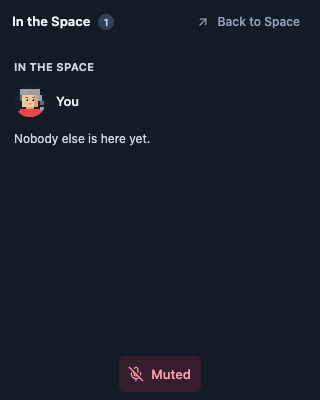 In the Space 1
Back to Space
IN THE SPACE
You
Nobody else is here yet.
Muted